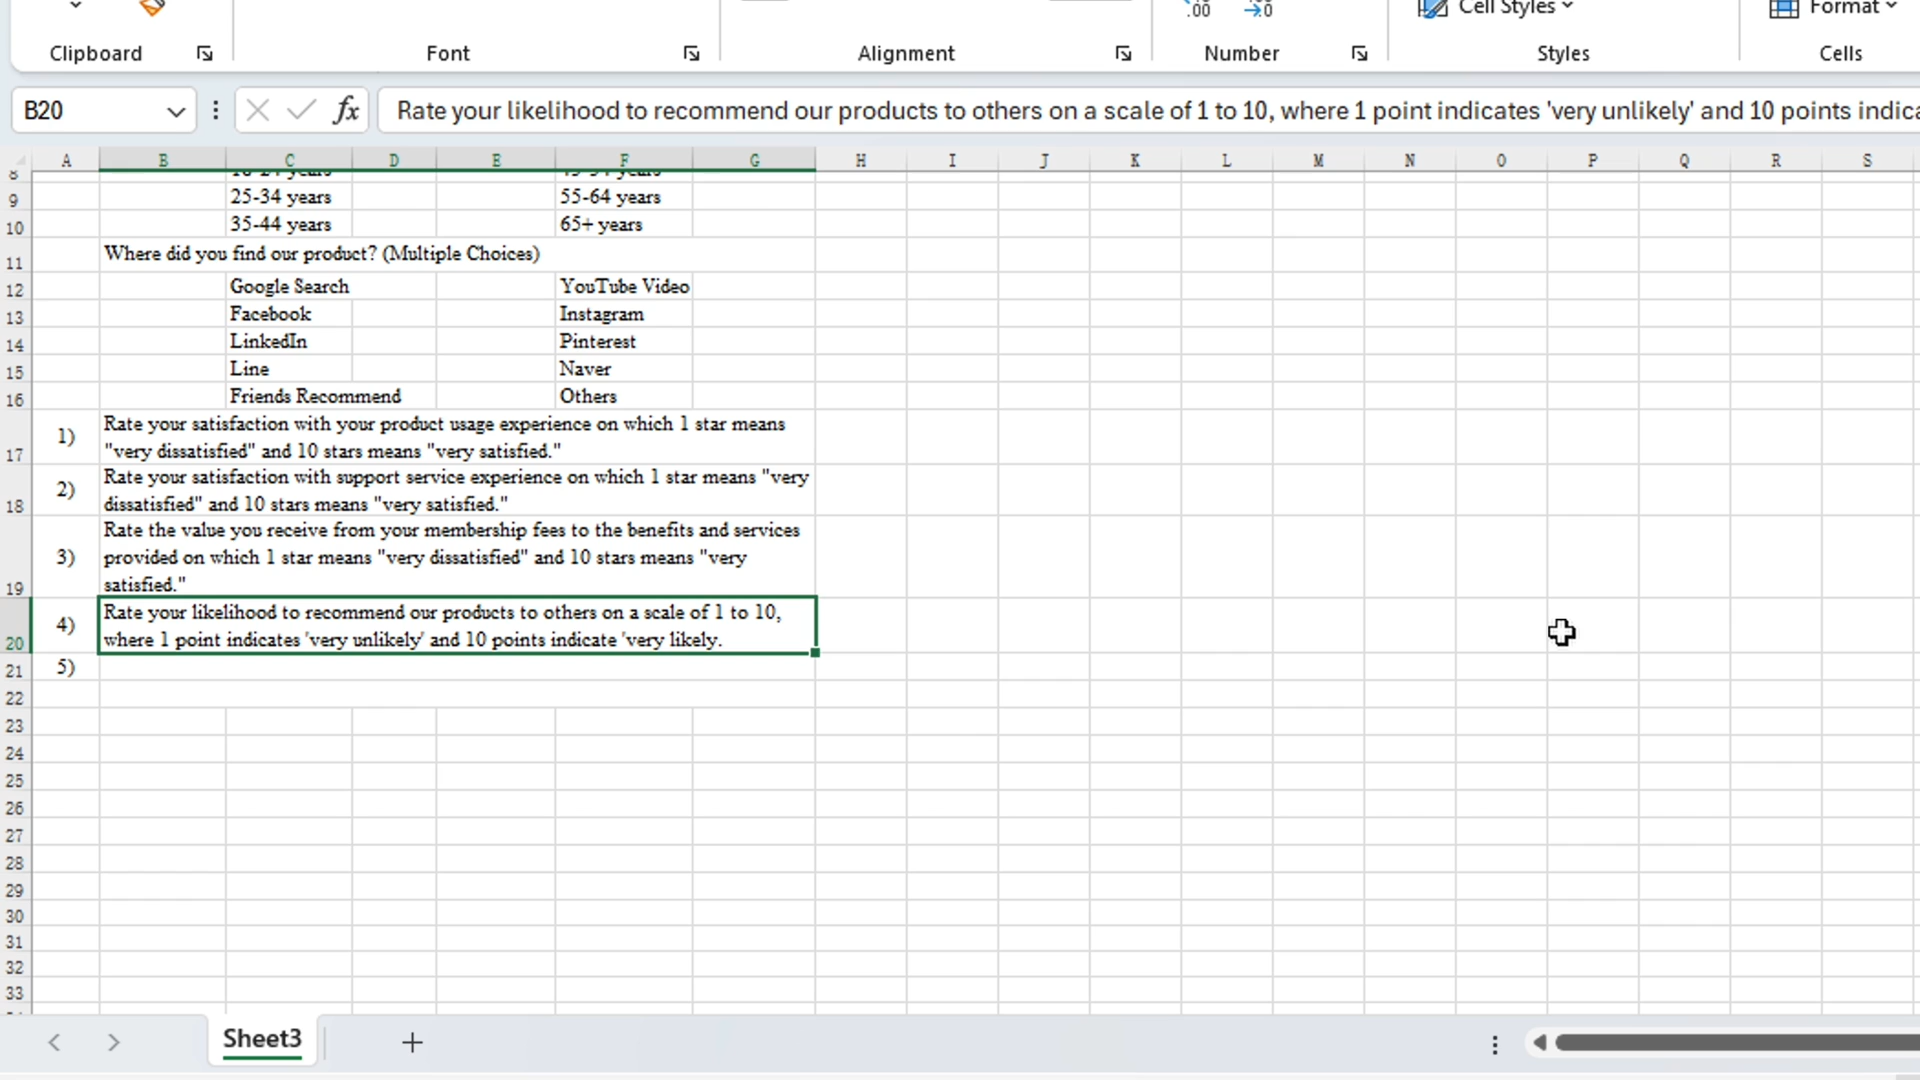 .00
.0
Cell Styles
Format
Clipboard
Font
Alignment
Number
Styles
Cells
B20
fx
Rate your likelihood to recommend our products to others on a scale of 1 to 10, where 1 point indicates 'very unlikely' and 10 points
A B C D E F G H I J K L M N O P Q R S
8
9 25-34 years 55-64 years
10 35-44 years 65+ years
11 Where did you find our product? (Multiple Choices)
12 Google Search YouTube Video
13 Facebook Instagram
14 LinkedIn Pinterest
15 Line Naver
16 Friends Recommend Others
1) Rate your satisfaction with your product usage experience on which 1 star means
17 "very dissatisfied" and 10 stars means "very satisfied."
2) Rate your satisfaction with support service experience on which 1 star means "very
18 dissatisfied" and 10 stars means "very satisfied."
Rate the value you receive from your membership fees to the benefits and services
3) provided on which 1 star means "very dissatisfied" and 10 stars means "very
19 satisfied."
4) Rate your likelihood to recommend our products to others on a scale of 1 to 10,
20 where 1 point indicates 'very unlikely' and 10 points indicate 'very likely.
21 5)
22
23
24
25
26
27
28
29
30
31
32
33
Sheet3